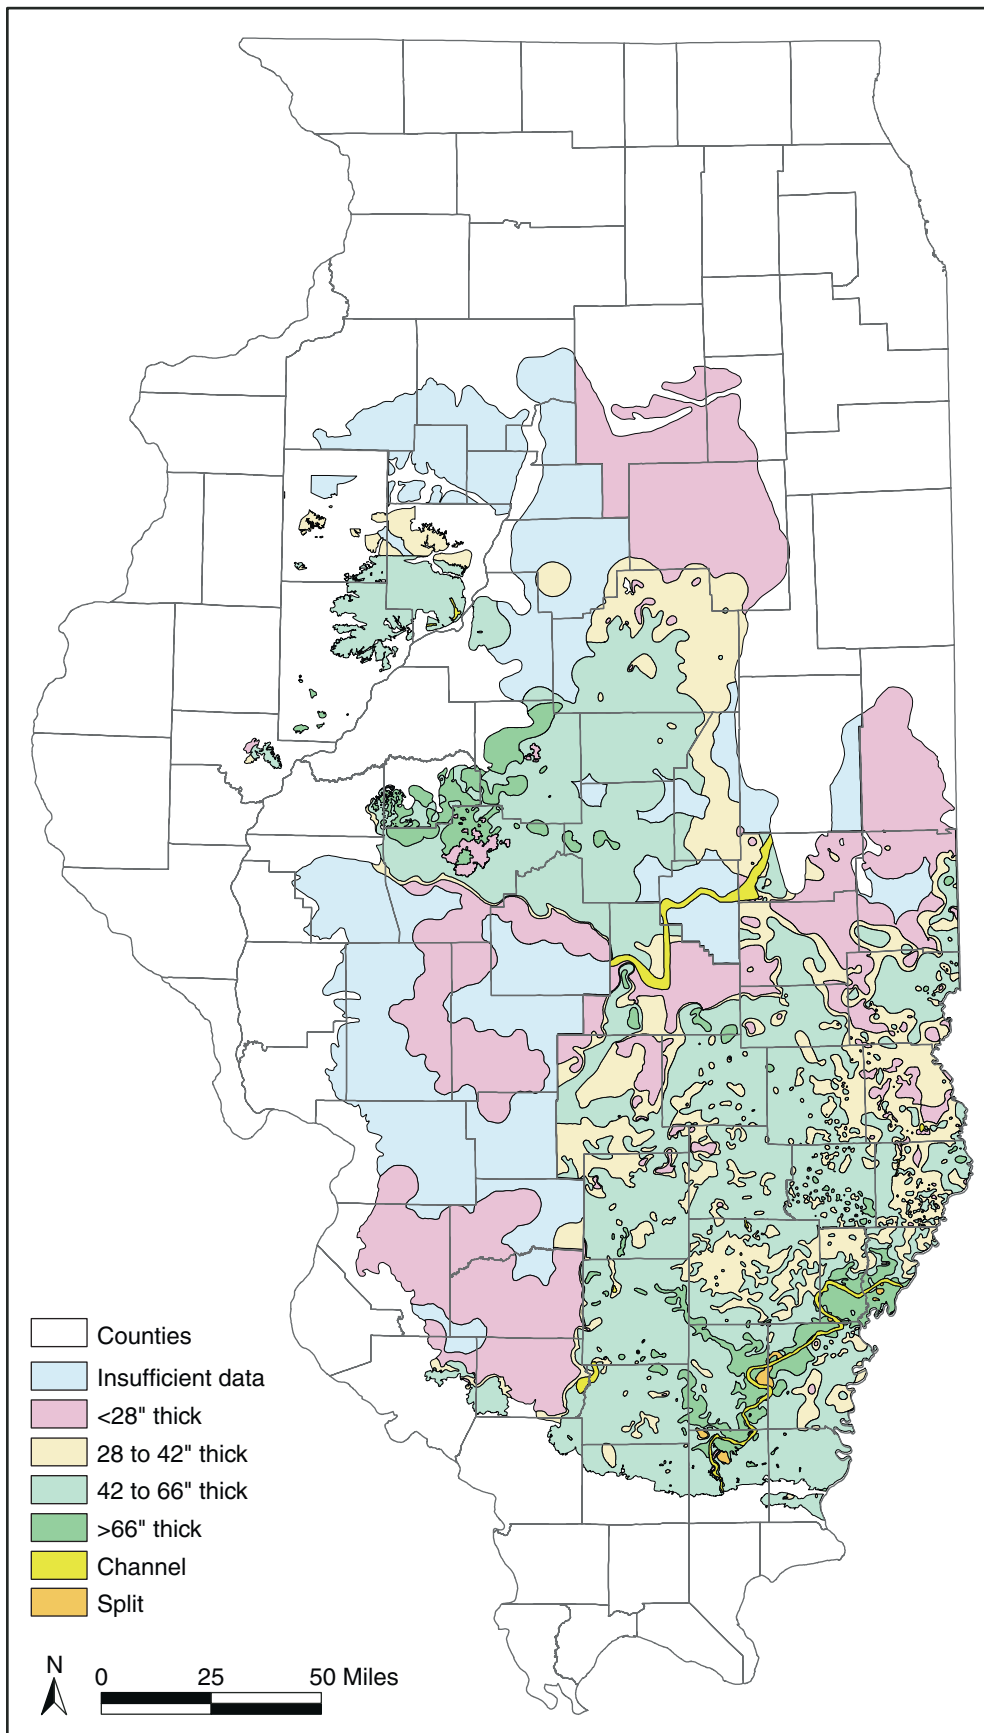 Counties
Insufficient data
<28" thick
28 to 42" thick
42 to 66" thick
>66" thick
Channel
Split
N
0 25 50 Miles